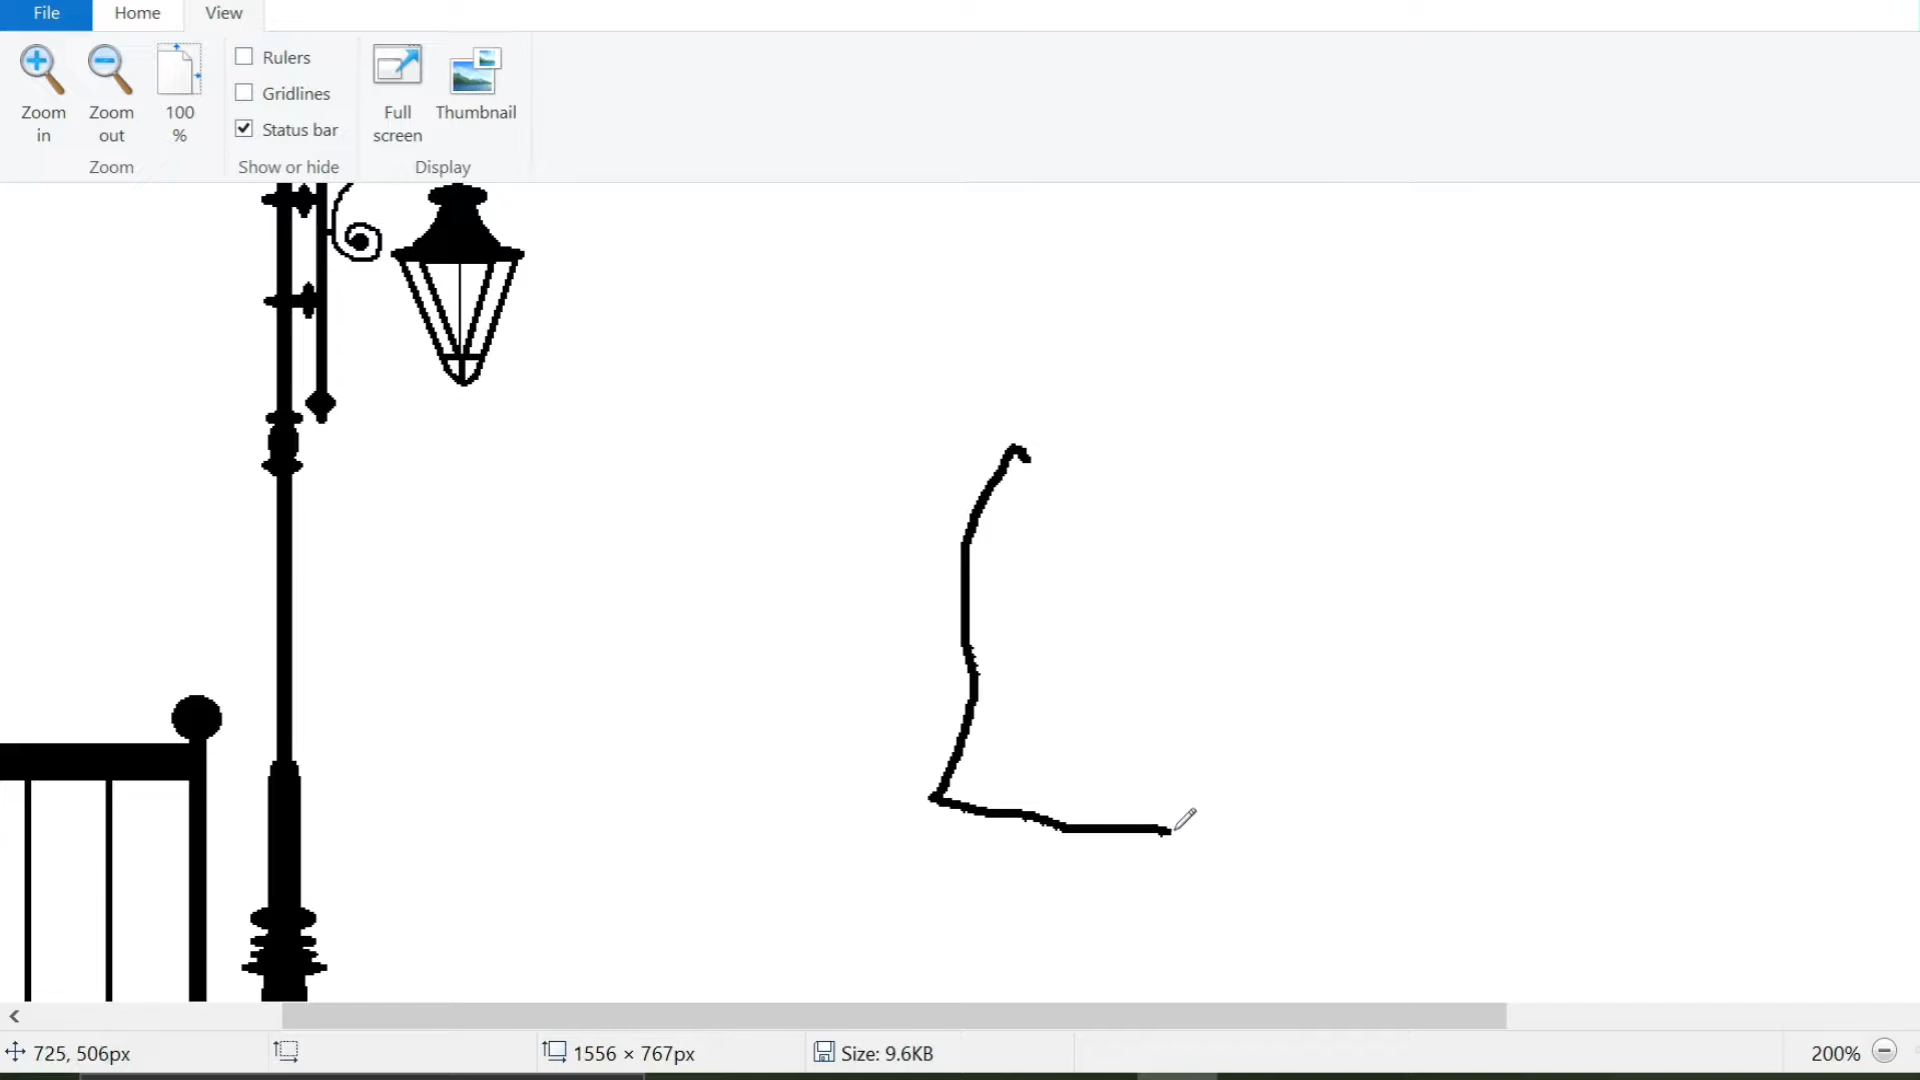 File Home View
Zoom in
Zoom out
100 %
Rulers
Gridlines
Status bar
Full screen
Thumbnail
Zoom
Show or hide
Display
725, 506px
1556 × 767px
Size: 9.6KB
200%